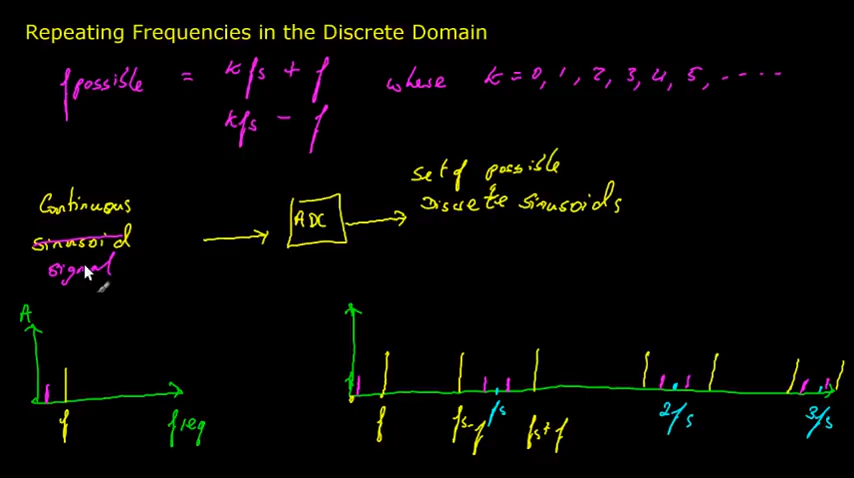 Repeating Frequencies in the Discrete Domain
f possible = kfs + f where k = 0, 1, 2, 3, 4, 5, .....
kfs - f
Set of possible
Discrete Sinusoids
Continuous
sinusoid
signal
ADC
A
f
freq
f
fs-f
fs
fs+f
2fs
3fs